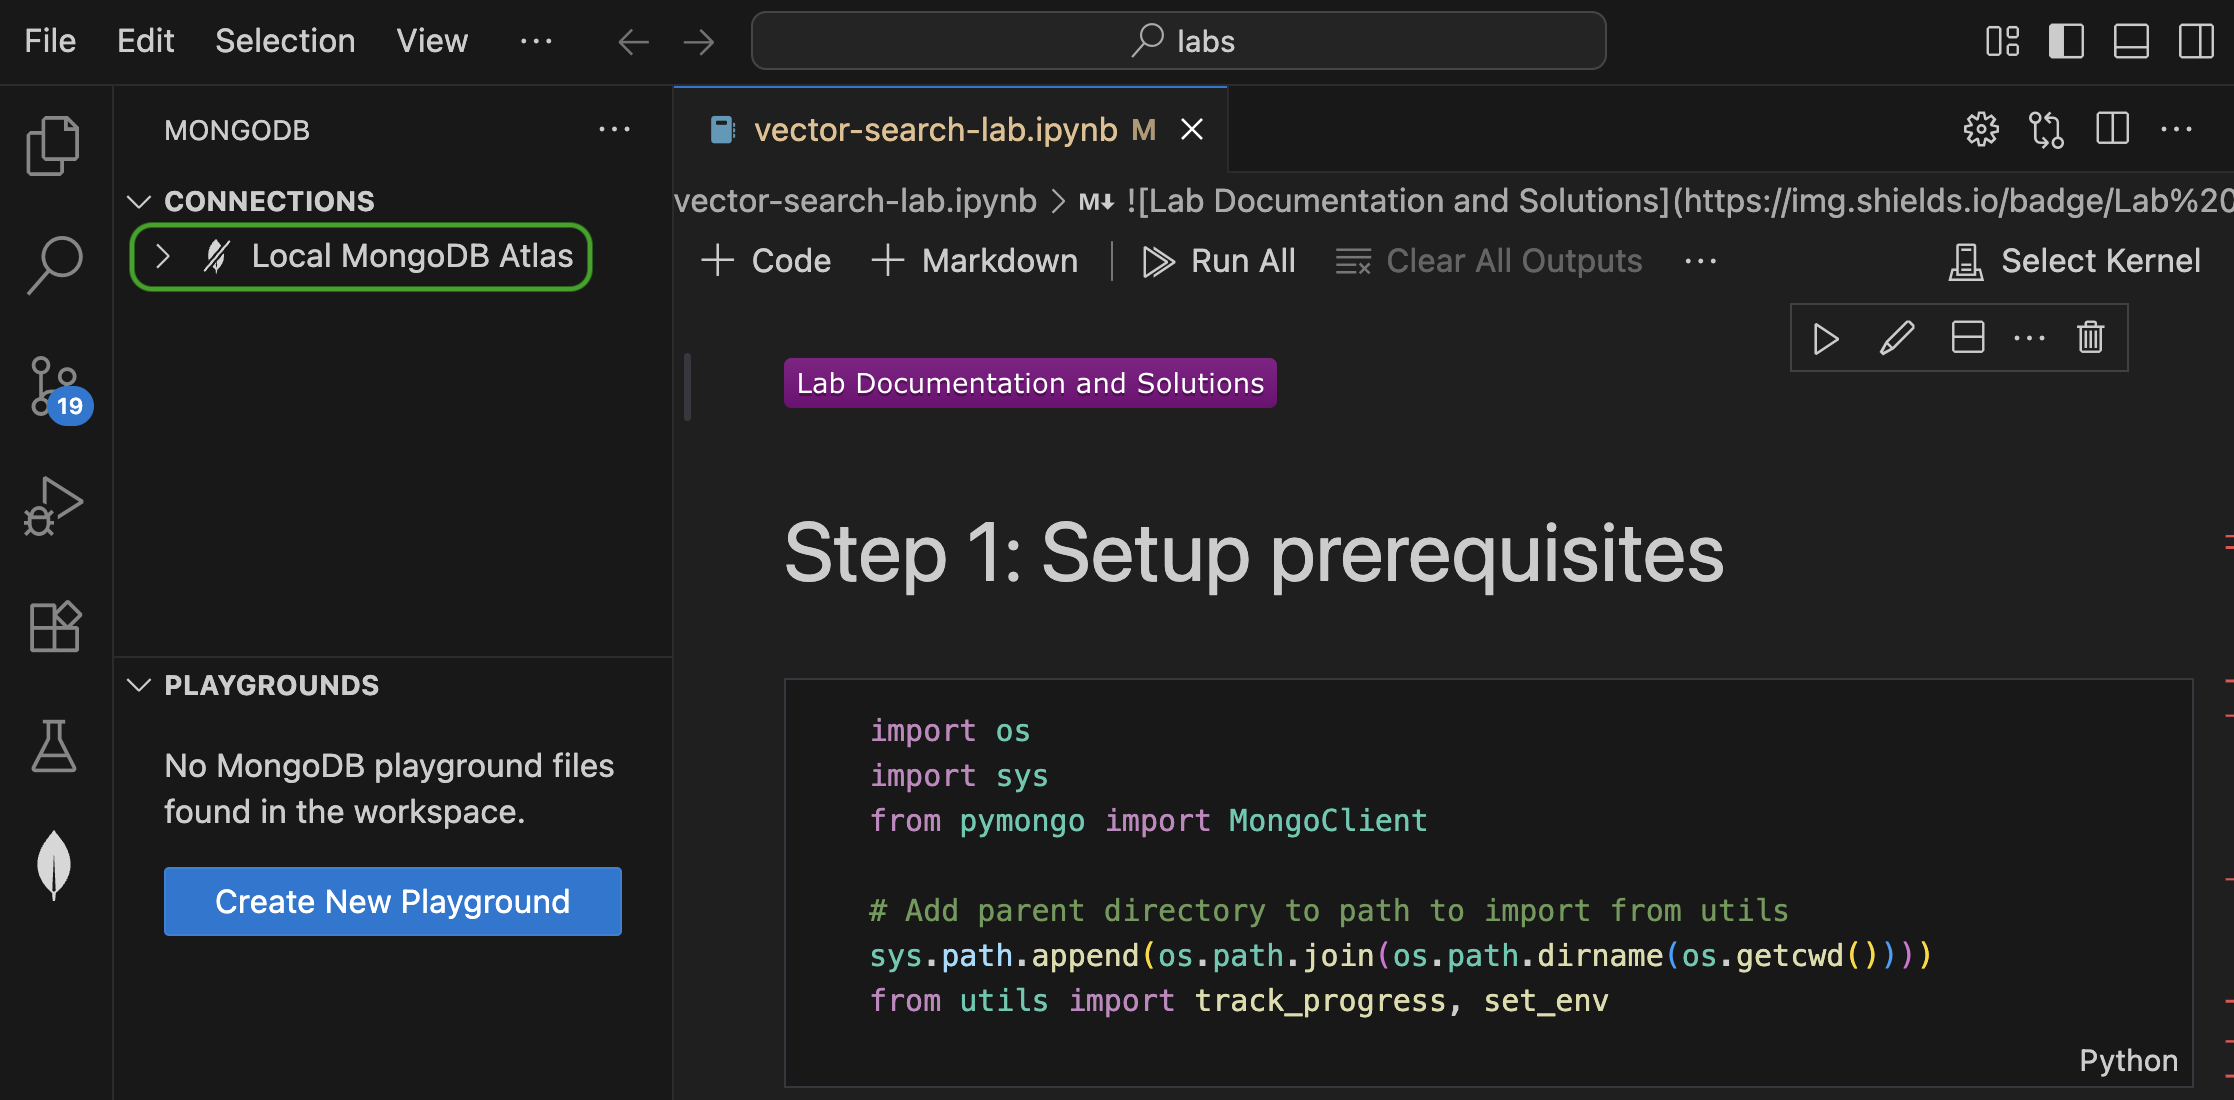 File Edit Selection View ··· labs
MONGODB ···
CONNECTIONS
Local MongoDB Atlas
19
PLAYGROUNDS
No MongoDB playground files
found in the workspace.
Create New Playground
vector-search-lab.ipynb M
vector-search-lab.ipynb > M↓ ![Lab Documentation and Solutions](https://img.shields.io/badge/Lab%20
+ Code + Markdown | Run All Clear All Outputs ··· Select Kernel
Lab Documentation and Solutions
Step 1: Setup prerequisites
import os
import sys
from pymongo import MongoClient
# Add parent directory to path to import from utils
sys.path.append(os.path.join(os.path.dirname(os.getcwd())))
from utils import track_progress, set_env
Python